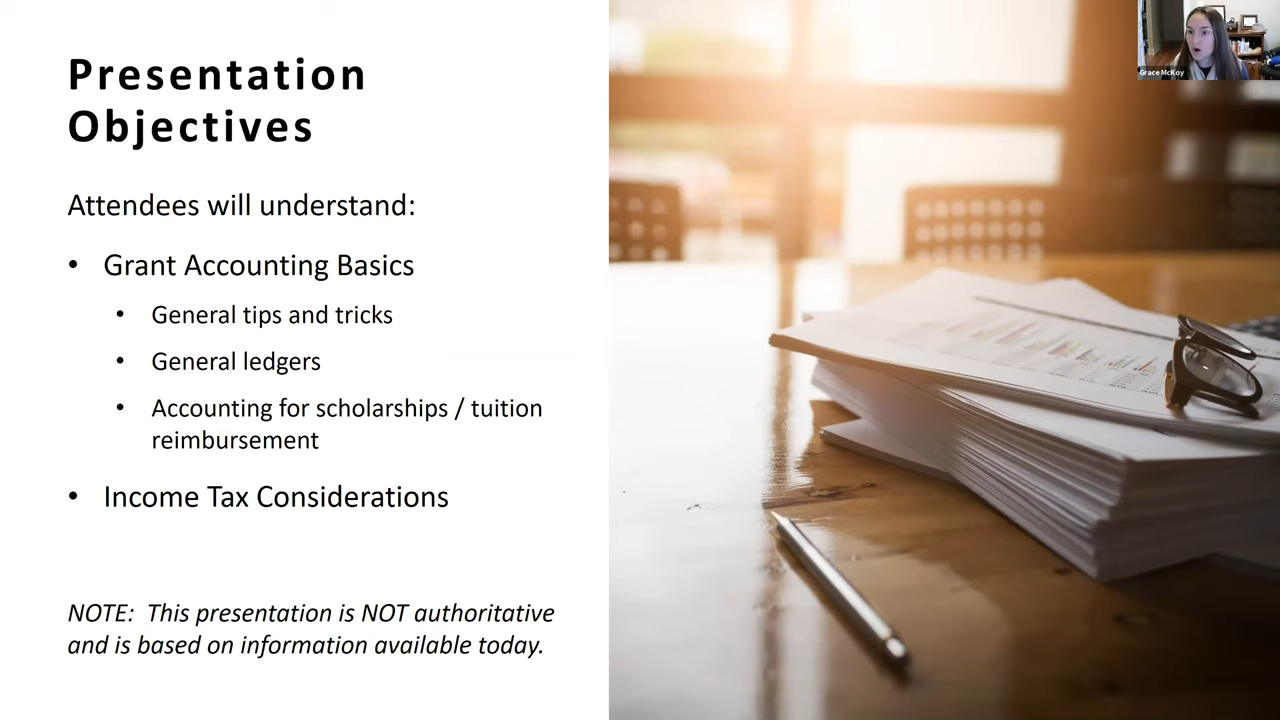 Presentation
Objectives
Attendees will understand:
• Grant Accounting Basics
• General tips and tricks
• General ledgers
• Accounting for scholarships / tuition
reimbursement
• Income Tax Considerations
NOTE:  This presentation is NOT authoritative
and is based on information available today.
Grace McKoy